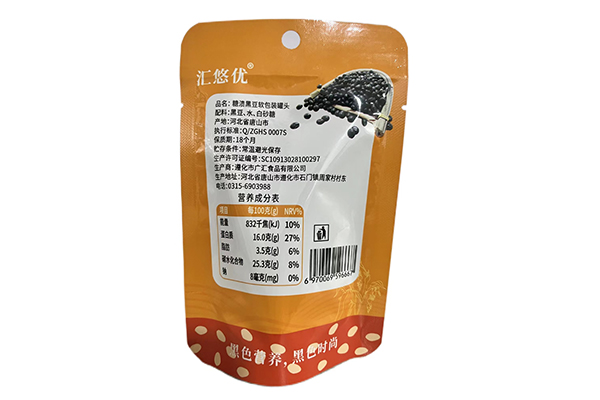 汇悠优®
品名：糖渍黑豆软包装罐头
配料：黑豆、水、白砂糖
产地：河北省唐山市
执行标准：Q/ZGHS 0007S
保质期：18个月
贮存条件：常温避光保存
生产许可证编号：SC10913028100297
生产商：遵化市广汇食品有限公司
生产地址：河北省唐山市遵化市石门镇周家村村东
电话：0315-6903988
营养成分表
项目 每100克(g) NRV%
能量 832千焦(kJ) 10%
蛋白质 16.0克(g) 27%
脂肪 3.5克(g) 6%
碳水化合物 25.3克(g) 8%
钠 8毫克(mg) 0%
6 970069 59666
黑色营养，黑色时尚